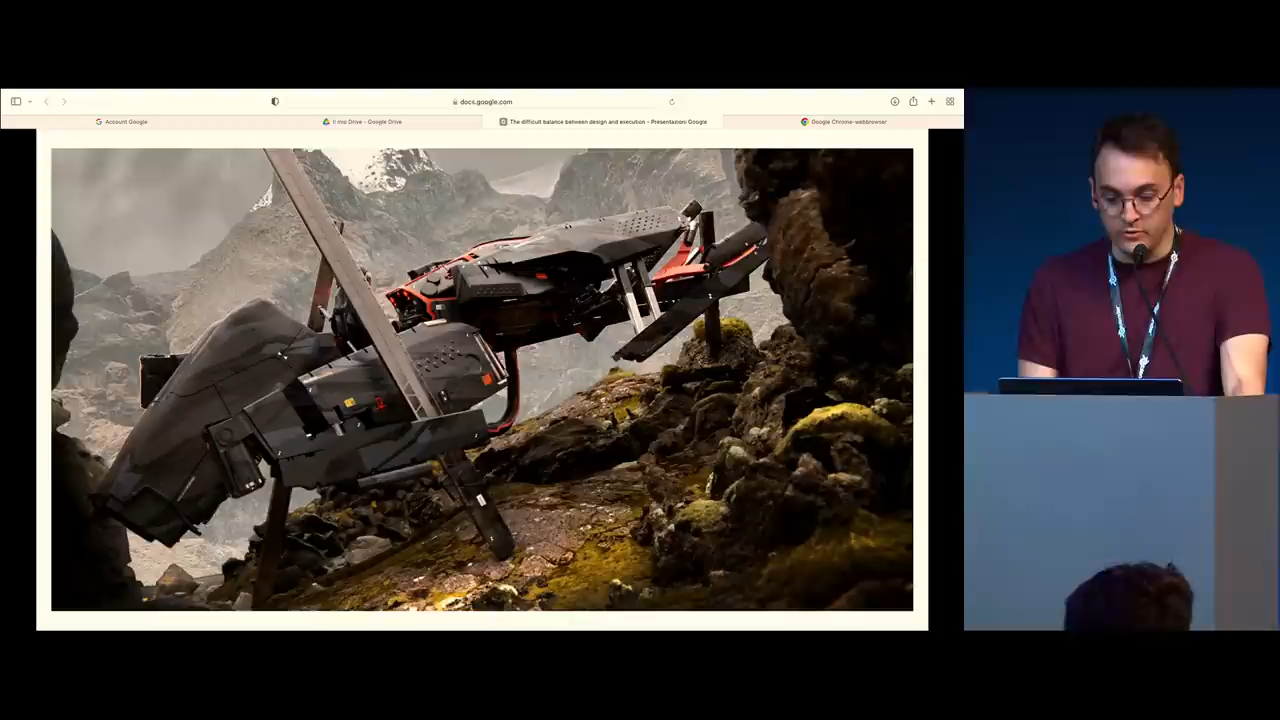 docs.google.com
Account Google
Il mio Drive - Google Drive
The difficult balance between design and execution - Presentazioni Google
Google Chrome-webbrowser